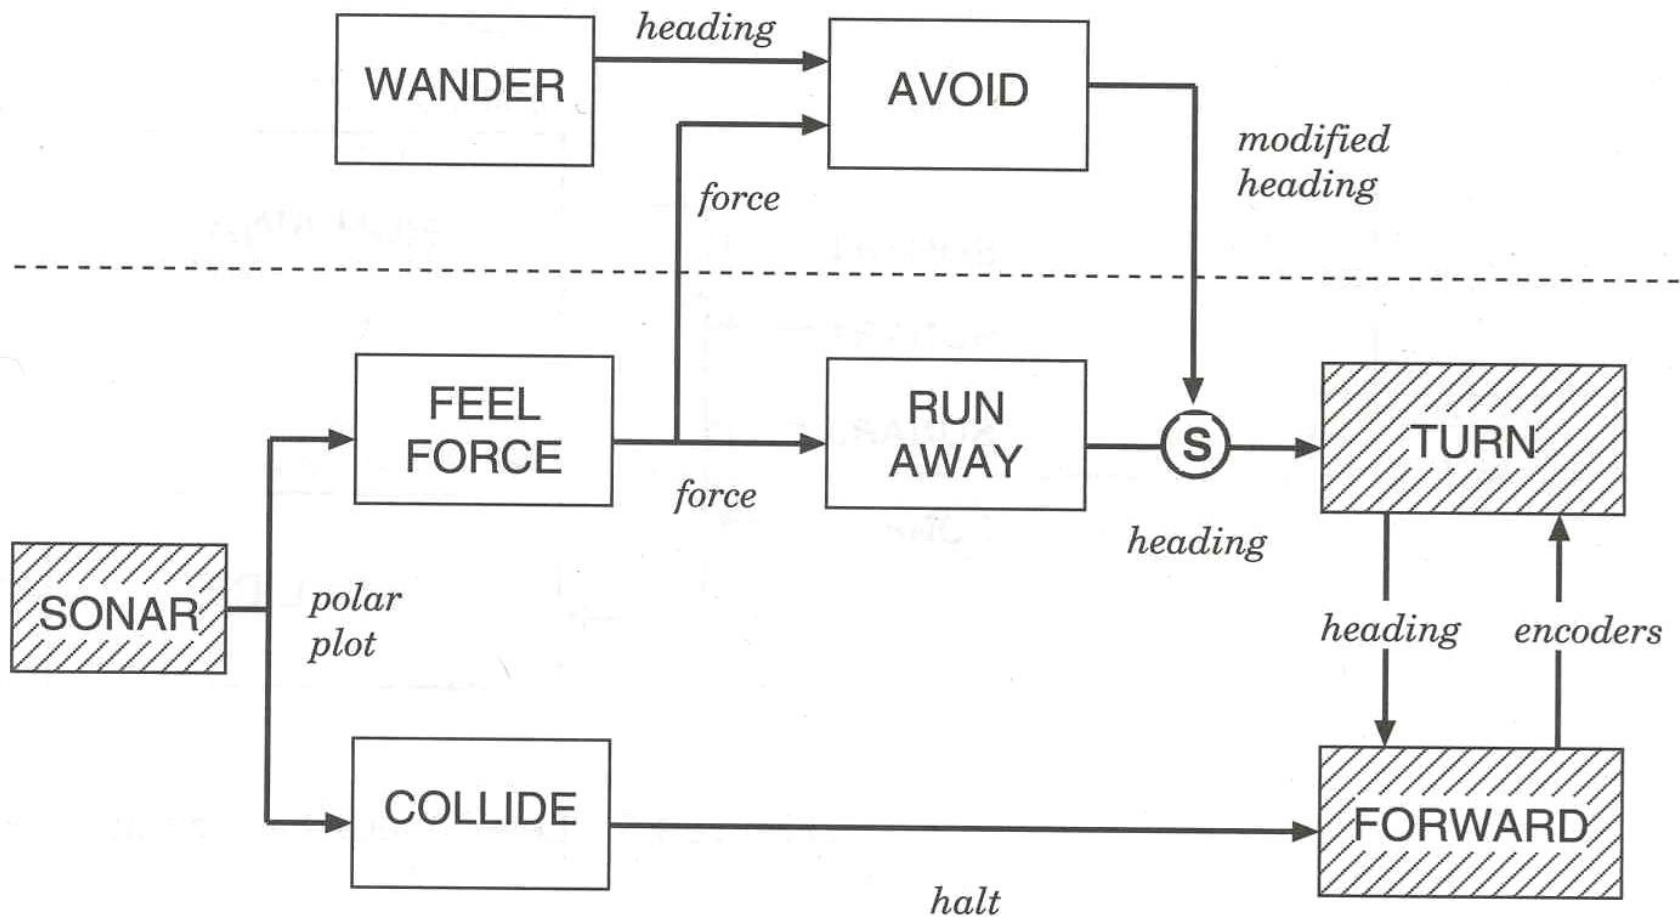 heading
WANDER
AVOID
modified
heading
force
FEEL
FORCE
RUN
AWAY
S
TURN
force
heading
SONAR
polar
plot
heading
encoders
COLLIDE
FORWARD
halt